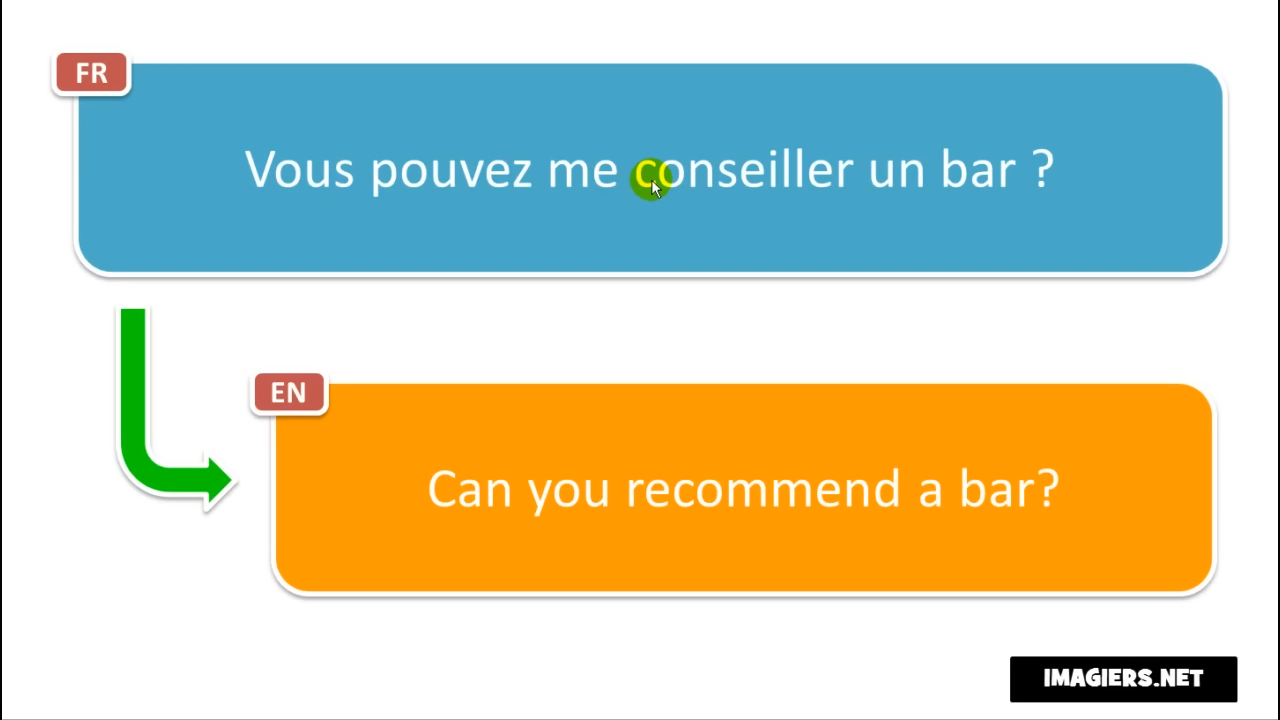 FR
Vous pouvez me conseiller un bar ?
EN
Can you recommend a bar?
IMAGIERS.NET